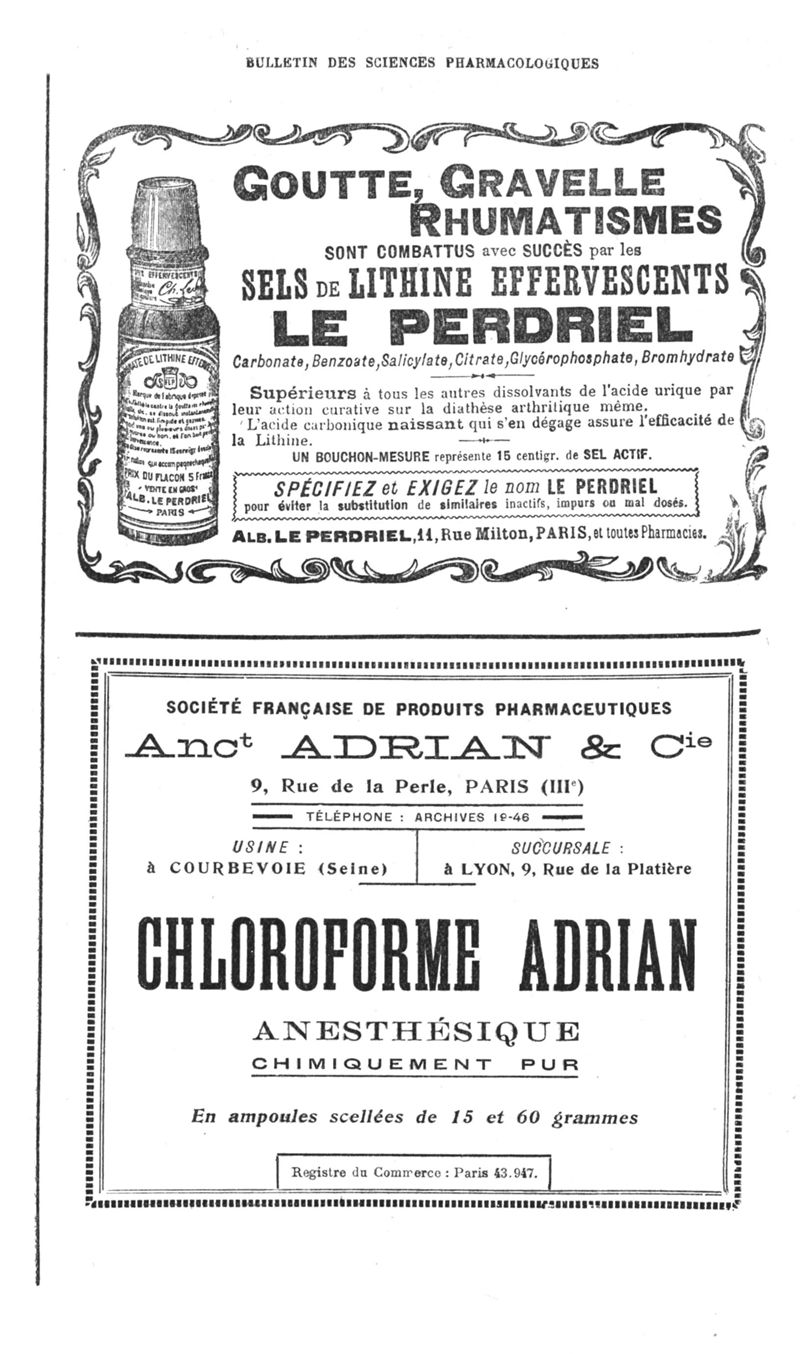 BULLETIN DES SCIENCES PHARMACOLOGIQUES
GOUTTE, GRAVELLE
RHUMATISMES
SONT COMBATTUS avec SUCCÈS par les
SELS DE LITHINE EFFERVESCENTS
LE PERDRIEL
Carbonate, Benzoate, Salicylate, Citrate, Glycérophosphate, Bromhydrate
Supérieurs à tous les autres dissolvants de l'acide urique par
leur action curative sur la diathèse arthritique même.
L'acide carbonique naissant qui s'en dégage assure l'efficacité de
la Lithine.
UN BOUCHON-MESURE représente 15 centigr. de SEL ACTIF.
SPÉCIFIEZ et EXIGEZ le nom LE PERDRIEL
pour éviter la substitution de similaires inactifs, impurs ou mal dosés.
ALB. LE PERDRIEL, 11, Rue Milton, PARIS, et toutes Pharmacies.
DE LITHINE
Marque de Fabrique
PRIX DU FLACON 5 Francs
VENTE EN GROS
ALB. LE PERDRIEL
PARIS
SOCIÉTÉ FRANÇAISE DE PRODUITS PHARMACEUTIQUES
Anct ADRIAN & Cie
9, Rue de la Perle, PARIS (IIIe)
TÉLÉPHONE : ARCHIVES 19-46
USINE :
à COURBEVOIE (Seine)
SUCCURSALE :
à LYON, 9, Rue de la Platière
CHLOROFORME ADRIAN
ANESTHÉSIQUE
CHIMIQUEMENT PUR
En ampoules scellées de 15 et 60 grammes
Registre du Commerce : Paris 43.947.